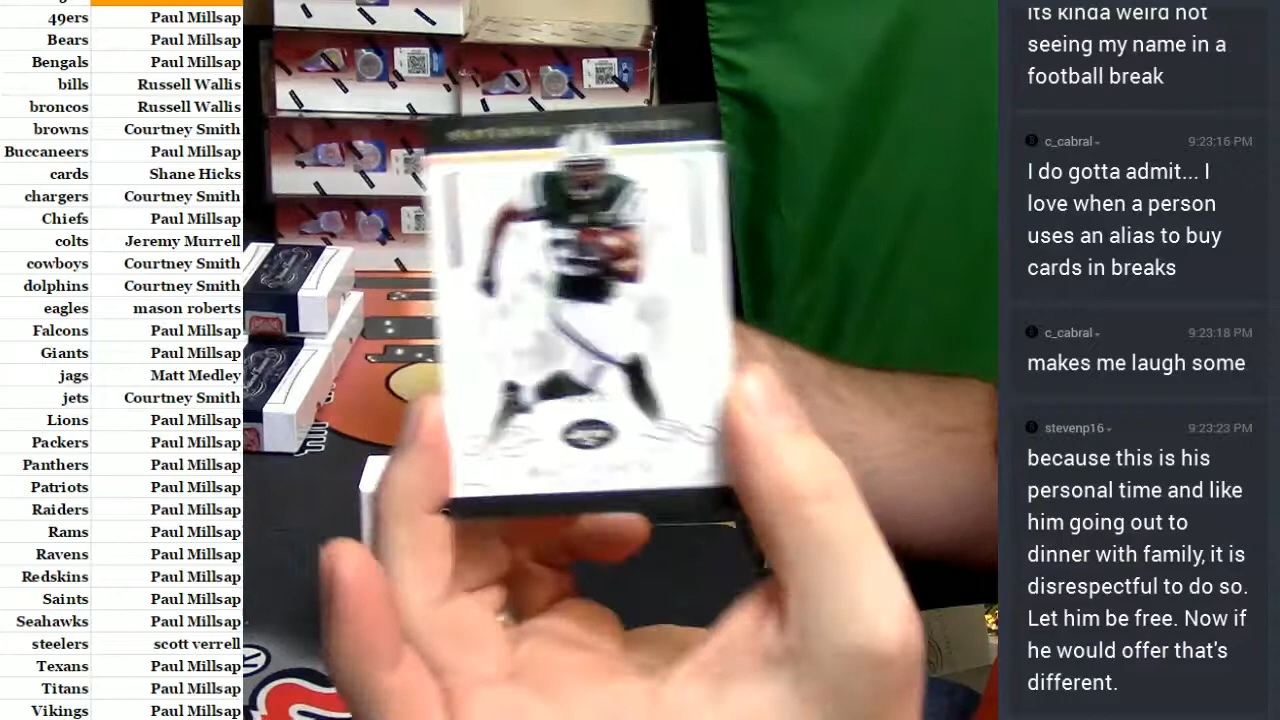 49ers Paul Millsap
Bears Paul Millsap
Bengals Paul Millsap
bills Russell Wallis
broncos Russell Wallis
browns Courtney Smith
Buccaneers Paul Millsap
cards Shane Hicks
chargers Courtney Smith
Chiefs Paul Millsap
colts Jeremy Murrell
cowboys Courtney Smith
dolphins Courtney Smith
eagles mason roberts
Falcons Paul Millsap
Giants Paul Millsap
jags Matt Medley
jets Courtney Smith
Lions Paul Millsap
Packers Paul Millsap
Panthers Paul Millsap
Patriots Paul Millsap
Raiders Paul Millsap
Rams Paul Millsap
Ravens Paul Millsap
Redskins Paul Millsap
Saints Paul Millsap
Seahawks Paul Millsap
steelers scott verrell
Texans Paul Millsap
Titans Paul Millsap
Vikings Paul Millsap
its kinda weird not
seeing my name in a
football break
c_cabral 9:23:16 PM
I do gotta admit... I
love when a person
uses an alias to buy
cards in breaks
c_cabral 9:23:18 PM
makes me laugh some
stevenp16 9:23:23 PM
because this is his
personal time and like
him going out to
dinner with family, it is
disrespectful to do so.
Let him be free. Now if
he would offer that's
different.